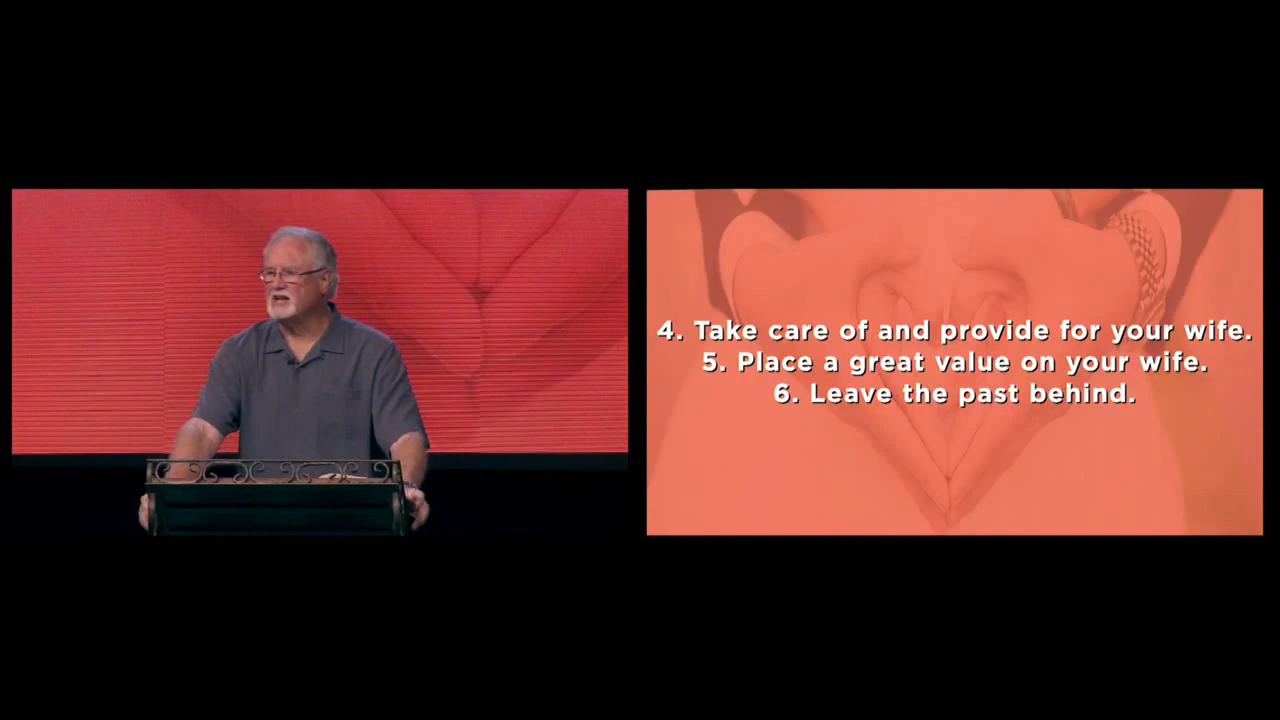 4. Take care of and provide for your wife.
5. Place a great value on your wife.
6. Leave the past behind.